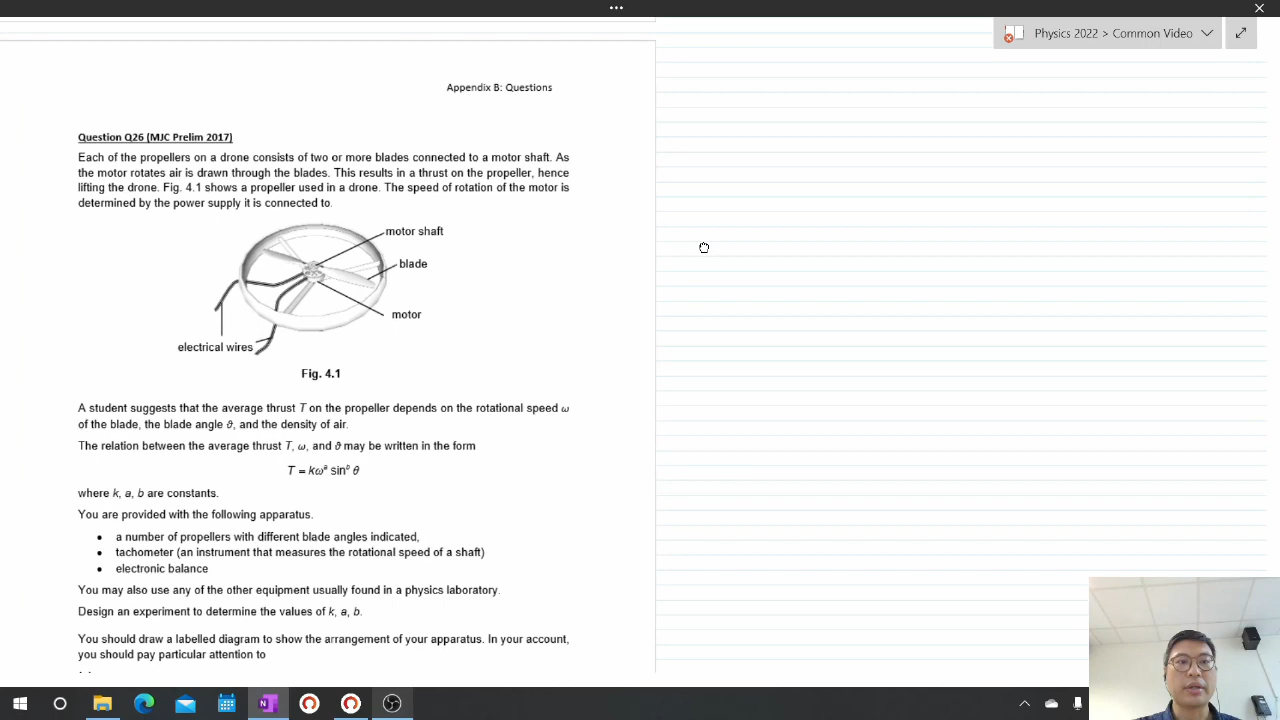 Physics 2022 > Common Video
Appendix B: Questions
Question Q26 (MJC Prelim 2017)
Each of the propellers on a drone consists of two or more blades connected to a motor shaft. As
the motor rotates air is drawn through the blades. This results in a thrust on the propeller, hence
lifting the drone. Fig. 4.1 shows a propeller used in a drone. The speed of rotation of the motor is
determined by the power supply it is connected to.
motor shaft
blade
motor
electrical wires
Fig. 4.1
A student suggests that the average thrust T on the propeller depends on the rotational speed ω
of the blade, the blade angle θ, and the density of air.
The relation between the average thrust T, ω, and θ may be written in the form
T = kωᵃ sinᵇ θ
where k, a, b are constants.
You are provided with the following apparatus.
• a number of propellers with different blade angles indicated,
• tachometer (an instrument that measures the rotational speed of a shaft)
• electronic balance
You may also use any of the other equipment usually found in a physics laboratory.
Design an experiment to determine the values of k, a, b.
You should draw a labelled diagram to show the arrangement of your apparatus. In your account,
you should pay particular attention to